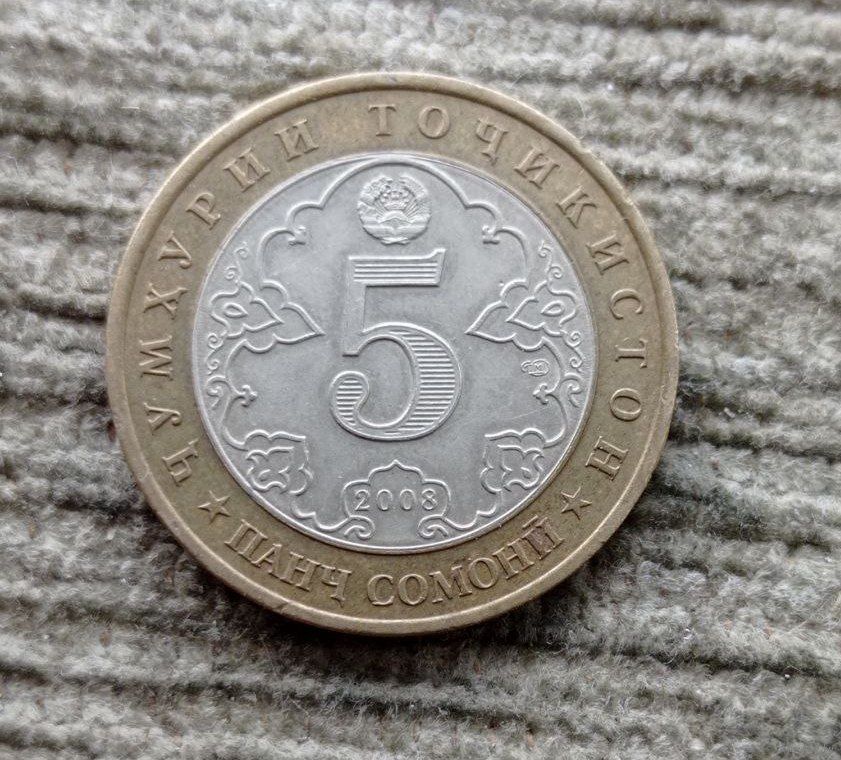 ҶУМҲУРИИ ТОҶИКИСТОН
5
2008
ПАНҶ СОМОНӢ